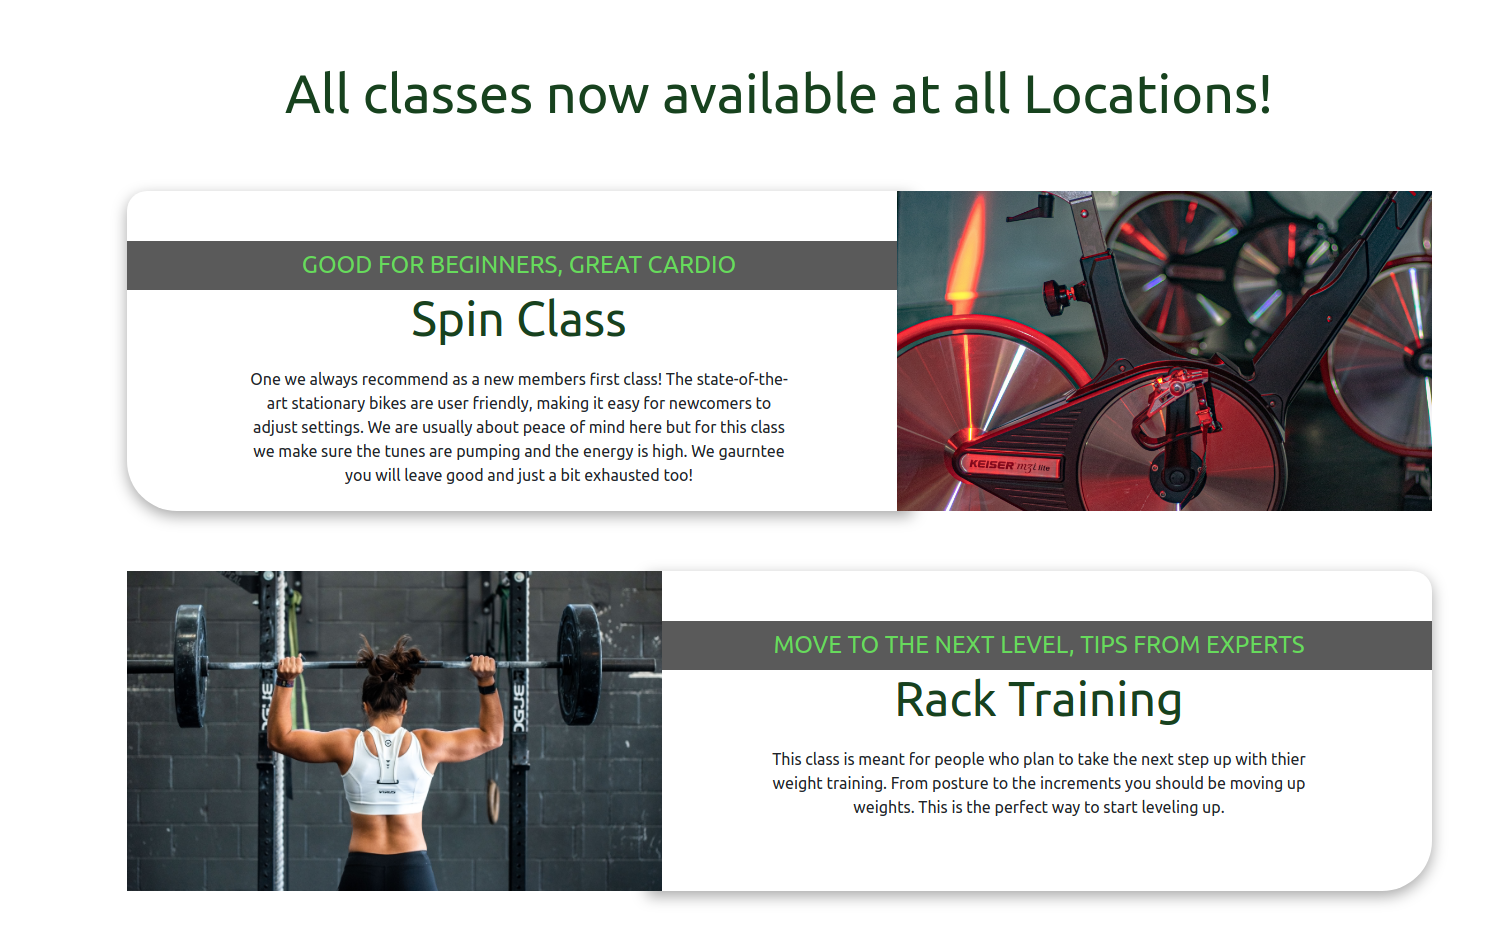 All classes now available at all Locations!
GOOD FOR BEGINNERS, GREAT CARDIO
Spin Class
One we always recommend as a new members first class! The state-of-the-
art stationary bikes are user friendly, making it easy for newcomers to
adjust settings. We are usually about peace of mind here but for this class
we make sure the tunes are pumping and the energy is high. We gaurntee
you will leave good and just a bit exhausted too!
KEISER m3i lite
MOVE TO THE NEXT LEVEL, TIPS FROM EXPERTS
Rack Training
This class is meant for people who plan to take the next step up with thier
weight training. From posture to the increments you should be moving up
weights. This is the perfect way to start leveling up.